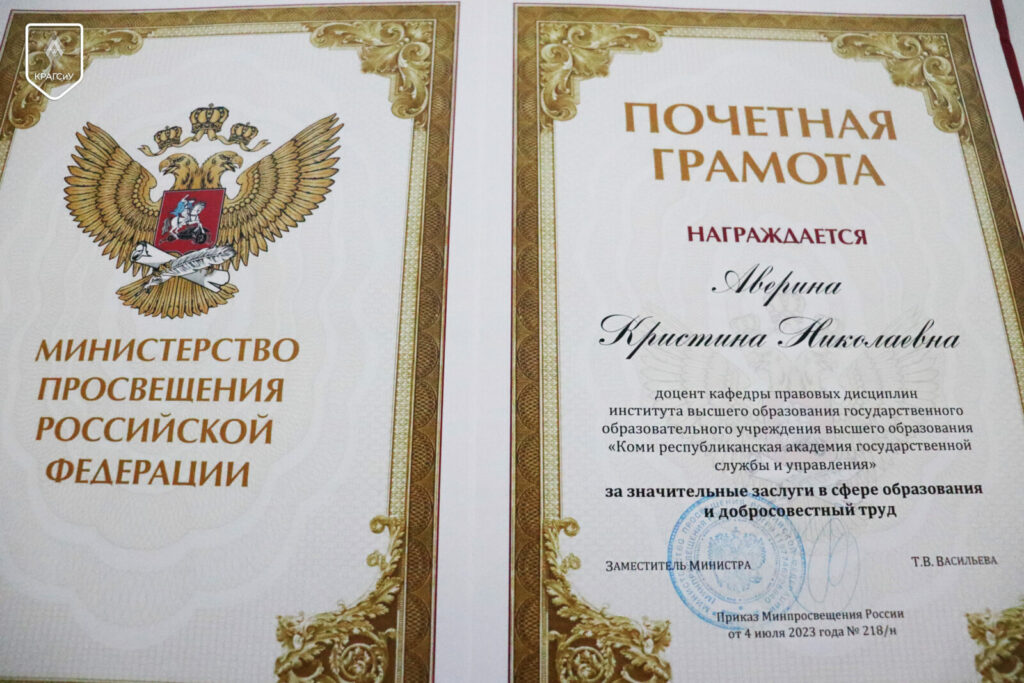 КРАГСиУ
МИНИСТЕРСТВО
ПРОСВЕЩЕНИЯ
РОССИЙСКОЙ
ФЕДЕРАЦИИ
ПОЧЕТНАЯ
ГРАМОТА
НАГРАЖДАЕТСЯ
Аверина
Кристина Николаевна
доцент кафедры правовых дисциплин
института высшего образования государственного
образовательного учреждения высшего образования
«Коми республиканская академия государственной
службы и управления»
за значительные заслуги в сфере образования
и добросовестный труд
ЗАМЕСТИТЕЛЬ МИНИСТРА
Т.В. ВАСИЛЬЕВА
Приказ Минпросвещения России
от 4 июля 2023 года № 218/н